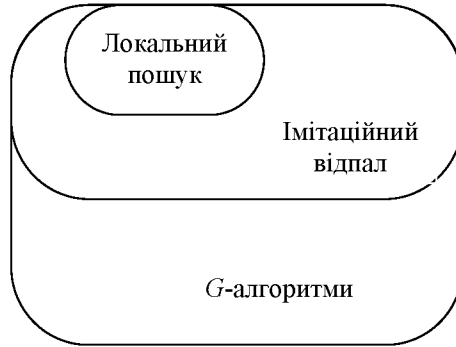 Локальний
пошук
Імітаційний
відпал
G-алгоритми